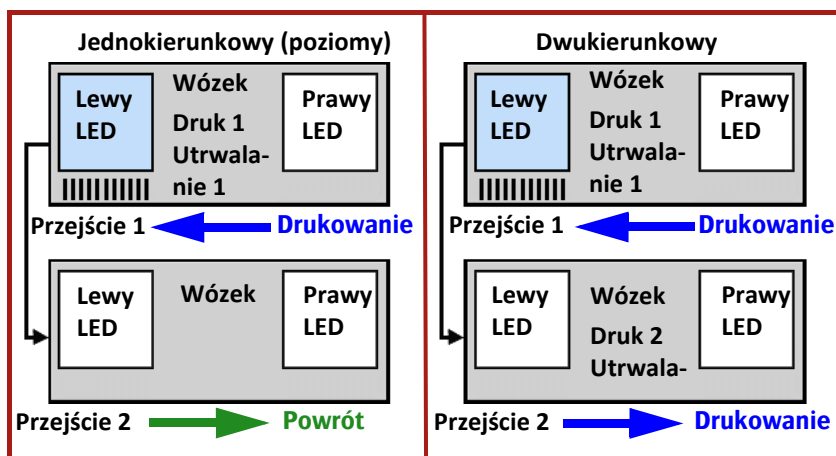 Jednokierunkowy (poziomy)
Lewy
LED
Wózek
Druk 1
Utrwala-
nie 1
Prawy
LED
Przejście 1
Drukowanie
Lewy
LED
Wózek
Prawy
LED
Przejście 2
Powrót
Dwukierunkowy
Lewy
LED
Wózek
Druk 1
Utrwala-
nie 1
Prawy
LED
Przejście 1
Drukowanie
Lewy
LED
Wózek
Druk 2
Utrwala-
Prawy
LED
Przejście 2
Drukowanie